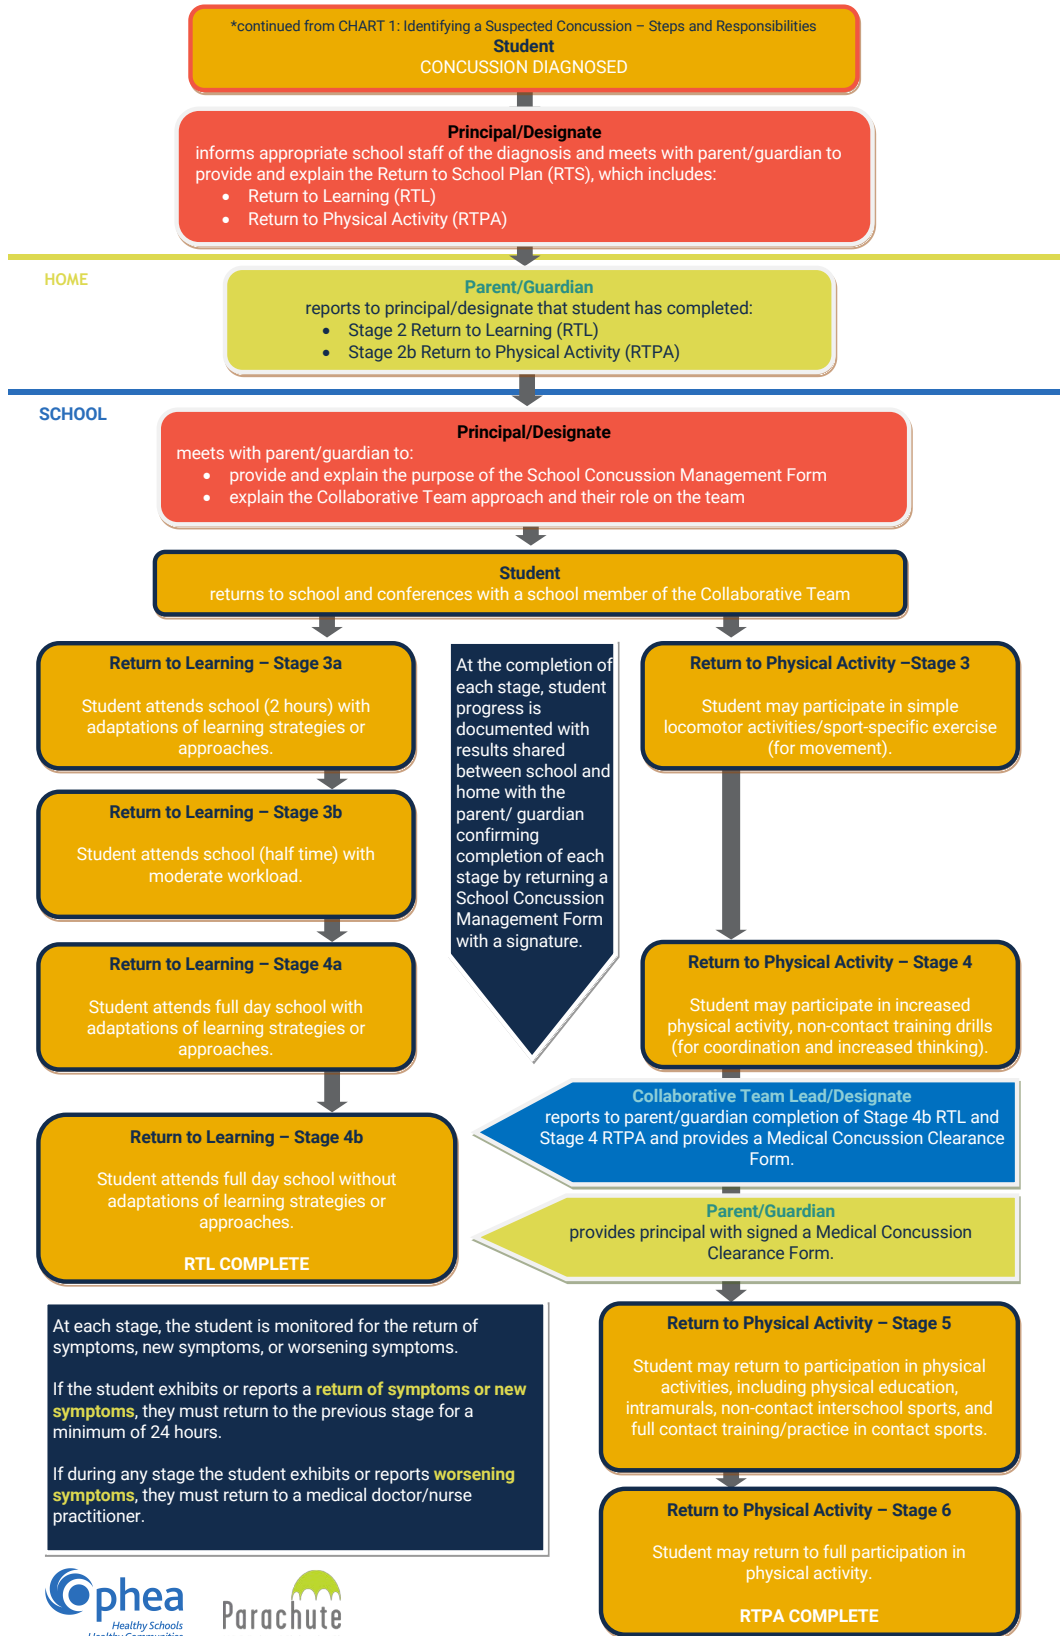 *continued from CHART 1: Identifying a Suspected Concussion – Steps and Responsibilities
Student
CONCUSSION DIAGNOSED
Principal/Designate
informs appropriate school staff of the diagnosis and meets with parent/guardian to
provide and explain the Return to School Plan (RTS), which includes:
• Return to Learning (RTL)
• Return to Physical Activity (RTPA)
HOME
Parent/Guardian
reports to principal/designate that student has completed:
• Stage 2 Return to Learning (RTL)
• Stage 2b Return to Physical Activity (RTPA)
SCHOOL
Principal/Designate
meets with parent/guardian to:
• provide and explain the purpose of the School Concussion Management Form
• explain the Collaborative Team approach and their role on the team
Student
returns to school and conferences with a school member of the Collaborative Team
Return to Learning – Stage 3a
Student attends school (2 hours) with
adaptations of learning strategies or
approaches.
Return to Learning – Stage 3b
Student attends school (half time) with
moderate workload.
Return to Learning – Stage 4a
Student attends full day school with
adaptations of learning strategies or
approaches.
Return to Learning – Stage 4b
Student attends full day school without
adaptations of learning strategies or
approaches.
RTL COMPLETE
At the completion of
each stage, student
progress is
documented with
results shared
between school and
home with the
parent/ guardian
confirming
completion of each
stage by returning a
School Concussion
Management Form
with a signature.
Return to Physical Activity –Stage 3
Student may participate in simple
locomotor activities/sport-specific exercise
(for movement).
Return to Physical Activity – Stage 4
Student may participate in increased
physical activity, non-contact training drills
(for coordination and increased thinking).
Collaborative Team Lead/Designate
reports to parent/guardian completion of Stage 4b RTL and
Stage 4 RTPA and provides a Medical Concussion Clearance
Form.
Parent/Guardian
provides principal with signed a Medical Concussion
Clearance Form.
Return to Physical Activity – Stage 5
Student may return to participation in physical
activities, including physical education,
intramurals, non-contact interschool sports, and
full contact training/practice in contact sports.
Return to Physical Activity – Stage 6
Student may return to full participation in
physical activity.
RTPA COMPLETE
At each stage, the student is monitored for the return of
symptoms, new symptoms, or worsening symptoms.
If the student exhibits or reports a return of symptoms or new
symptoms, they must return to the previous stage for a
minimum of 24 hours.
If during any stage the student exhibits or reports worsening
symptoms, they must return to a medical doctor/nurse
practitioner.
Ophea
Healthy Schools
Healthy Communities
Parachute